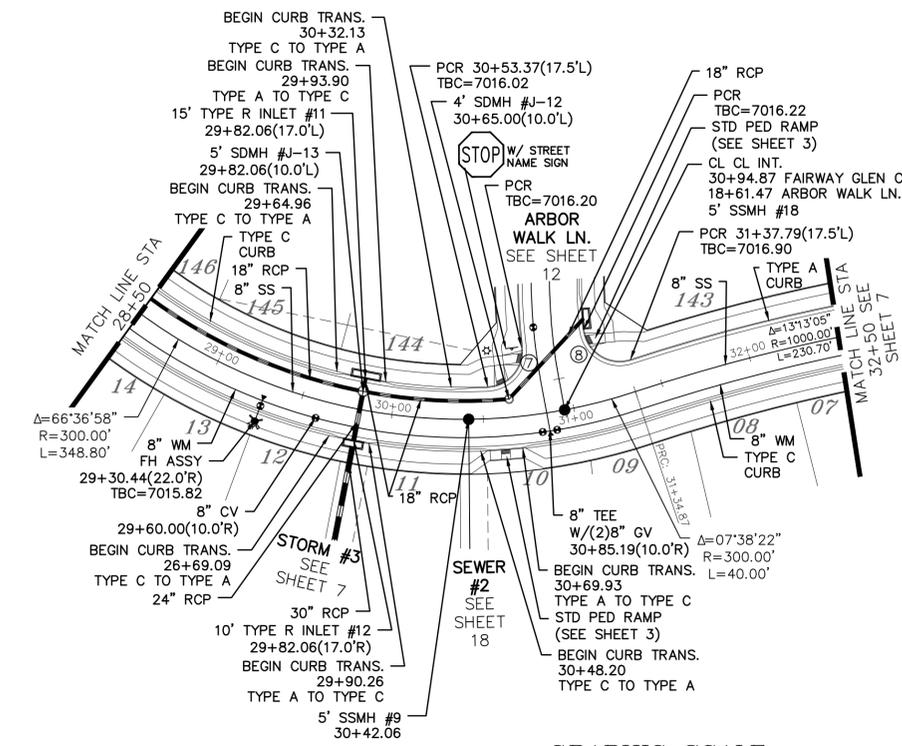 BEGIN CURB TRANS.
30+32.13
TYPE C TO TYPE A
BEGIN CURB TRANS.
29+93.90
TYPE A TO TYPE C
15' TYPE R INLET #11
29+82.06(17.0'L)
5' SDMH #J-13
29+82.06(10.0'L)
BEGIN CURB TRANS.
29+64.96
TYPE C TO TYPE A
TYPE C
CURB
18" RCP
8" SS
PCR 30+53.37(17.5'L)
TBC=7016.02
4' SDMH #J-12
30+65.00(10.0'L)
STOP
W/ STREET
NAME SIGN
PCR
TBC=7016.20
ARBOR
WALK LN.
SEE SHEET
12
18" RCP
PCR
TBC=7016.22
STD PED RAMP
(SEE SHEET 3)
CL CL INT.
30+94.87 FAIRWAY GLEN C
18+61.47 ARBOR WALK LN.
5' SSMH #18
PCR 31+37.79(17.5'L)
TBC=7016.90
8" SS
TYPE A
CURB
MATCH LINE STA
28+50
146
145
144
143
7
8
29+00
30+00
31+00
32+00
Δ=13°13'05"
R=1000.00'
L=230.70'
MATCH LINE STA
32+50 SEE
SHEET 7
14
13
12
11
10
09
08
07
PRC: 31+34.87
Δ=66°36'58"
R=300.00'
L=348.80'
8" WM
FH ASSY
29+30.44(22.0'R)
TBC=7015.82
8" CV
29+60.00(10.0'R)
BEGIN CURB TRANS.
26+69.09
TYPE C TO TYPE A
24" RCP
STORM #3
SEE
SHEET 7
18" RCP
30" RCP
10' TYPE R INLET #12
29+82.06(17.0'R)
BEGIN CURB TRANS.
29+90.26
TYPE A TO TYPE C
5' SSMH #9
30+42.06
SEWER
#2
SEE
SHEET
18
8" TEE
W/(2)8" GV
30+85.19(10.0'R)
BEGIN CURB TRANS.
30+69.93
TYPE A TO TYPE C
STD PED RAMP
(SEE SHEET 3)
BEGIN CURB TRANS.
30+48.20
TYPE C TO TYPE A
8" WM
TYPE C
CURB
Δ=07°38'22"
R=300.00'
L=40.00'